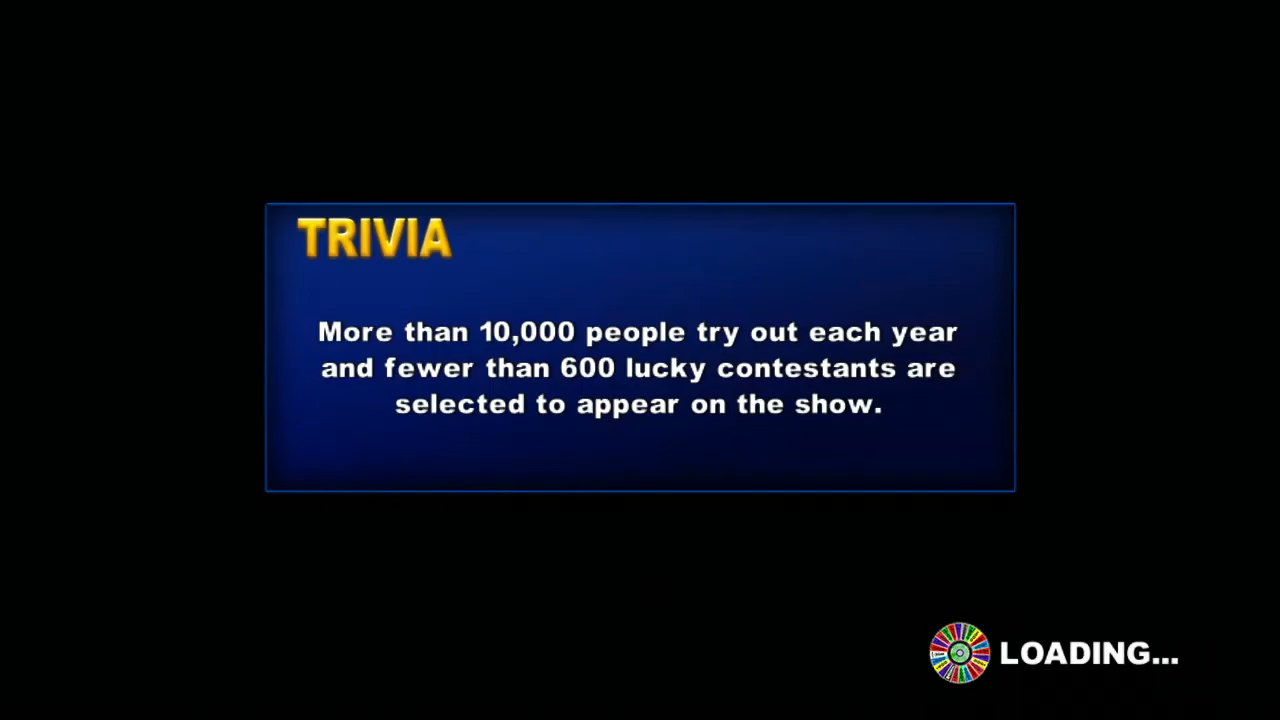 TRIVIA
More than 10,000 people try out each year
and fewer than 600 lucky contestants are
selected to appear on the show.
LOADING...